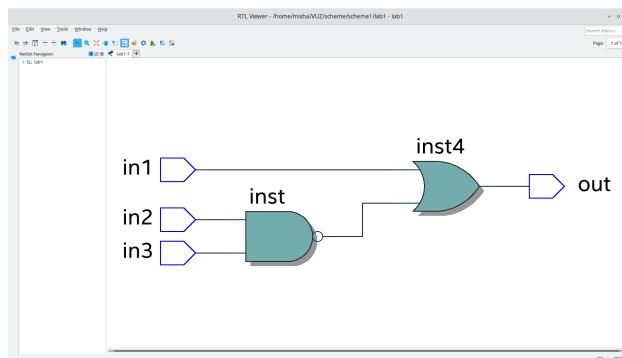 RTL Viewer - /home/misha/VUZ/scheme/scheme1/lab1 - lab1
File Edit View Tools Window Help
Page: 1 of 1
Netlist Navigator
lab1:1
lab1
inst4
in1
inst
out
in2
in3